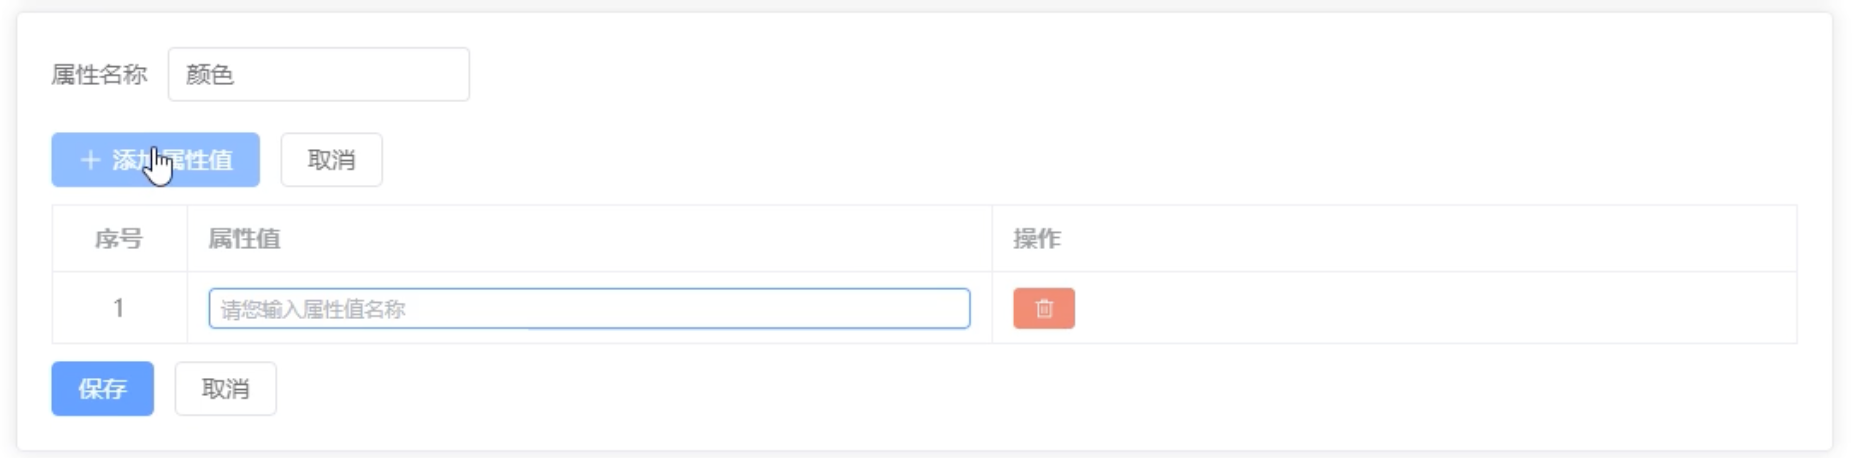 属性名称 颜色
+ 添加属性值 取消
序号 属性值 操作
1 请您输入属性值名称
保存 取消